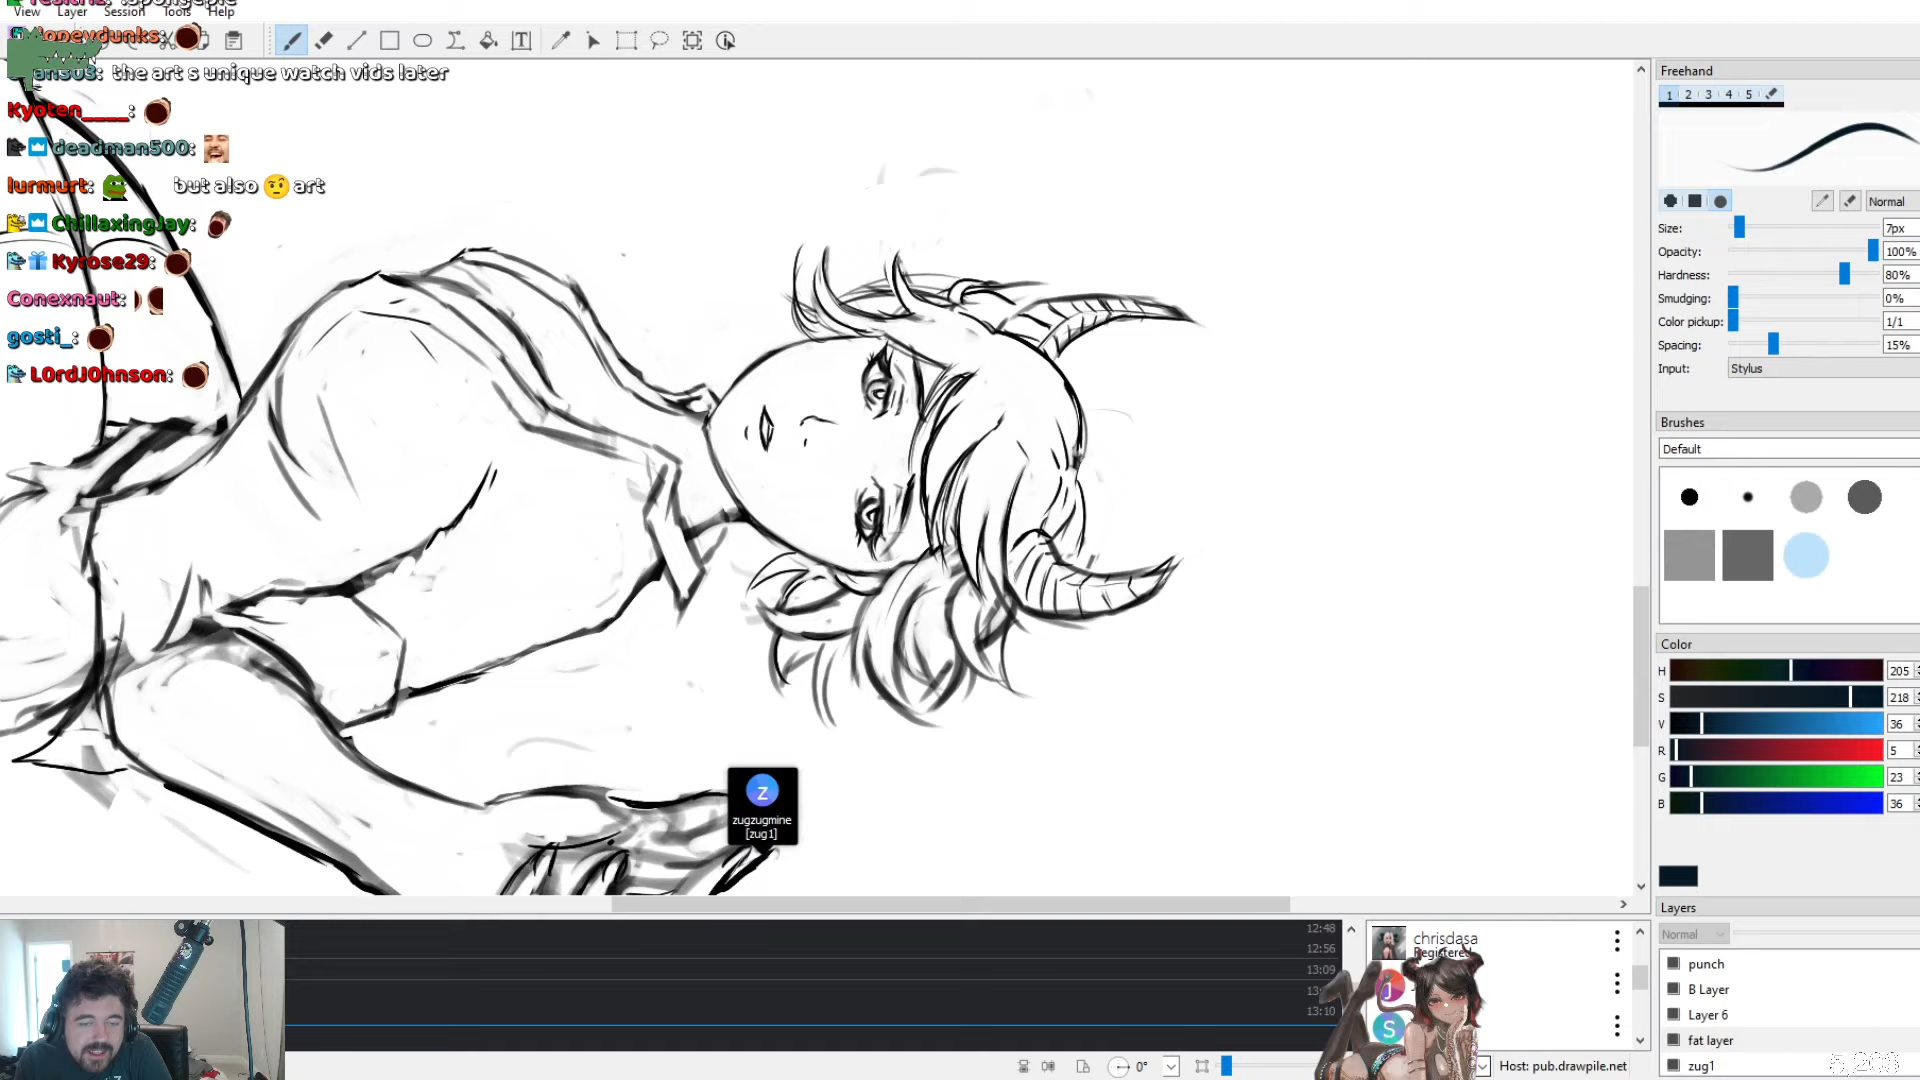 View Layer Session Tools Help
loneydunks:
the art s unique watch vids later
Kyoten____:
deadman500:
lurmurt: but also 🤨 art
ChillaxingJay:
Kyrose29:
Conexnaut:
gosti_:
L0rdJ0hnson:
Freehand
1 2 3 4 5
Normal
Size: 7px
Opacity: 100%
Hardness: 80%
Smudging: 0%
Color pickup: 1/1
Spacing: 15%
Input: Stylus
Brushes
Default
Color
H 205
S 218
V 36
R 5
G 23
B 36
z
zugzugmine
[zug1]
Layers
Normal
punch
B Layer
Layer 6
fat layer
zug1
12:48
12:56
13:09
13:10
chrisdasa
Registered
J
S
0°
Host: pub.drawpile.net
5,203